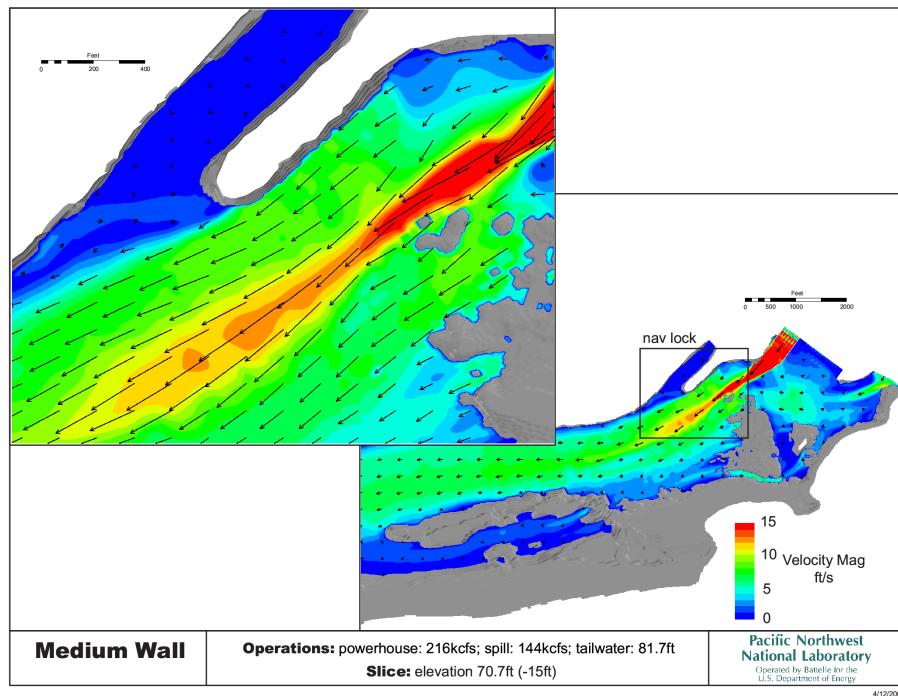 Feet
0 200 400
Feet
0 500 1000 2000
nav lock
15
10
5
0
Velocity Mag
ft/s
Medium Wall
Operations: powerhouse: 216kcfs; spill: 144kcfs; tailwater: 81.7ft
Slice: elevation 70.7ft (-15ft)
Pacific Northwest
National Laboratory
Operated by Battelle for the
U.S. Department of Energy